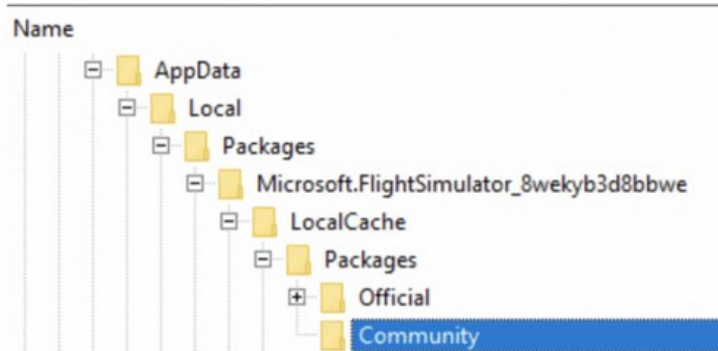 Name
AppData
Local
Packages
Microsoft.FlightSimulator_8wekyb3d8bbwe
LocalCache
Packages
Official
Community